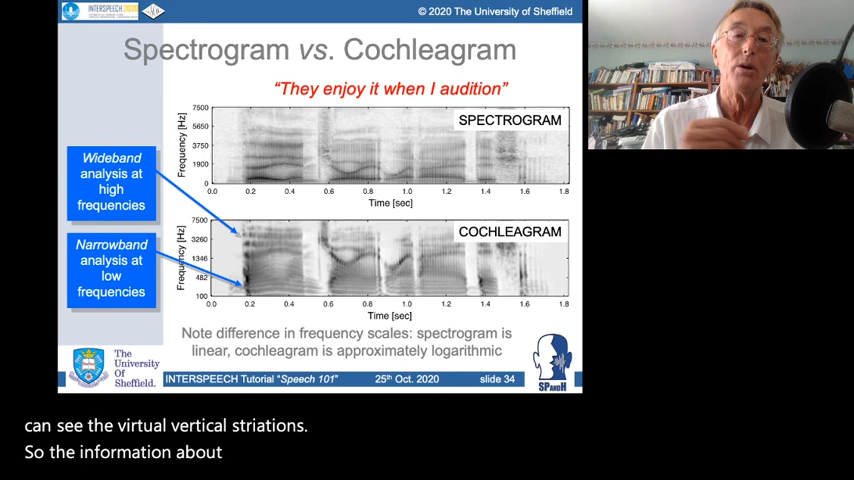 INTERSPEECH 2020
© 2020 The University of Sheffield
Spectrogram vs. Cochleagram
“They enjoy it when I audition”
Wideband
analysis at
high
frequencies
Narrowband
analysis at
low
frequencies
SPECTROGRAM
Frequency [Hz]
7500
5650
3750
1900
0
0.0 0.2 0.4 0.6 0.8 1.0 1.2 1.4 1.6 1.8
Time [sec]
COCHLEAGRAM
Frequency [Hz]
7500
3260
1346
482
100
0.0 0.2 0.4 0.6 0.8 1.0 1.2 1.4 1.6 1.8
Time [sec]
Note difference in frequency scales: spectrogram is
linear, cochleagram is approximately logarithmic
The
University
Of
Sheffield.
INTERSPEECH Tutorial “Speech 101” 25th Oct. 2020 slide 34
SPandH
can see the virtual vertical striations.
So the information about